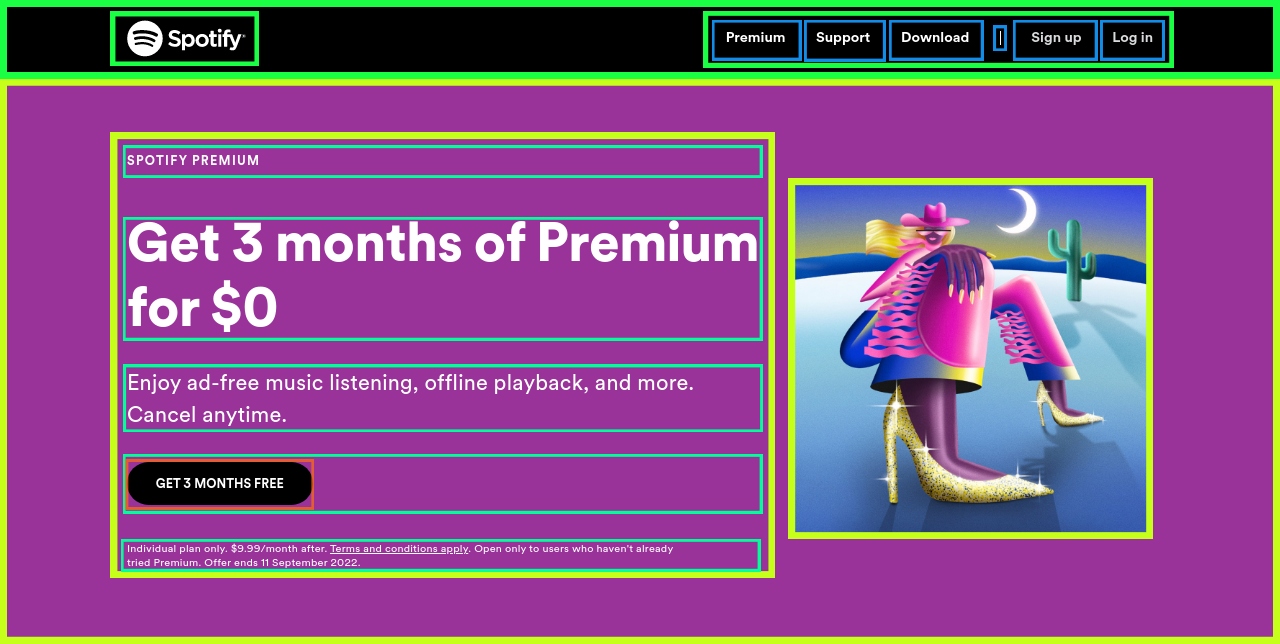 Spotify
Premium
Support
Download
|
Sign up
Log in
SPOTIFY PREMIUM
Get 3 months of Premium
for $0
Enjoy ad-free music listening, offline playback, and more.
Cancel anytime.
GET 3 MONTHS FREE
Individual plan only. $9.99/month after. Terms and conditions apply. Open only to users who haven't already
tried Premium. Offer ends 11 September 2022.